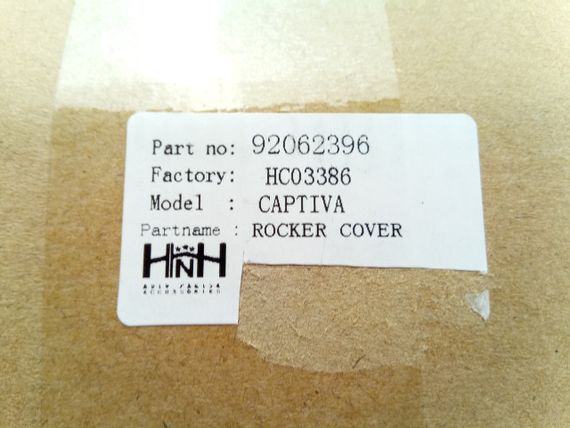 Part no: 92062396
Factory: HC03386
Model : CAPTIVA
Partname : ROCKER COVER
HNH